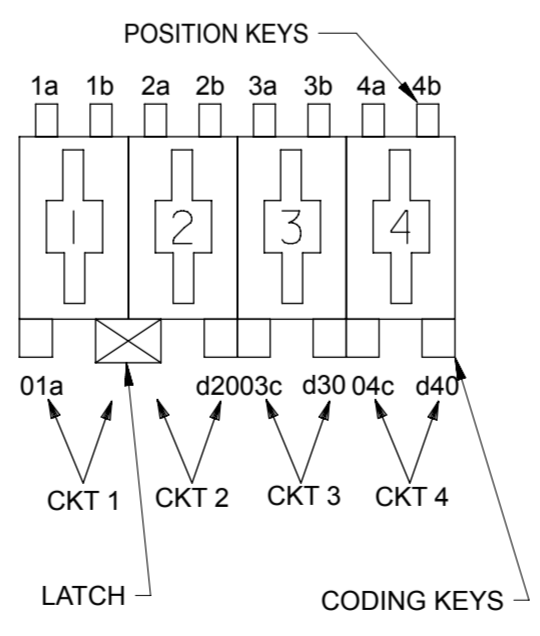 POSITION KEYS
1a 1b 2a 2b 3a 3b 4a 4b
1 2 3 4
01a d2003c d30 04c d40
CKT 1 CKT 2 CKT 3 CKT 4
LATCH CODING KEYS